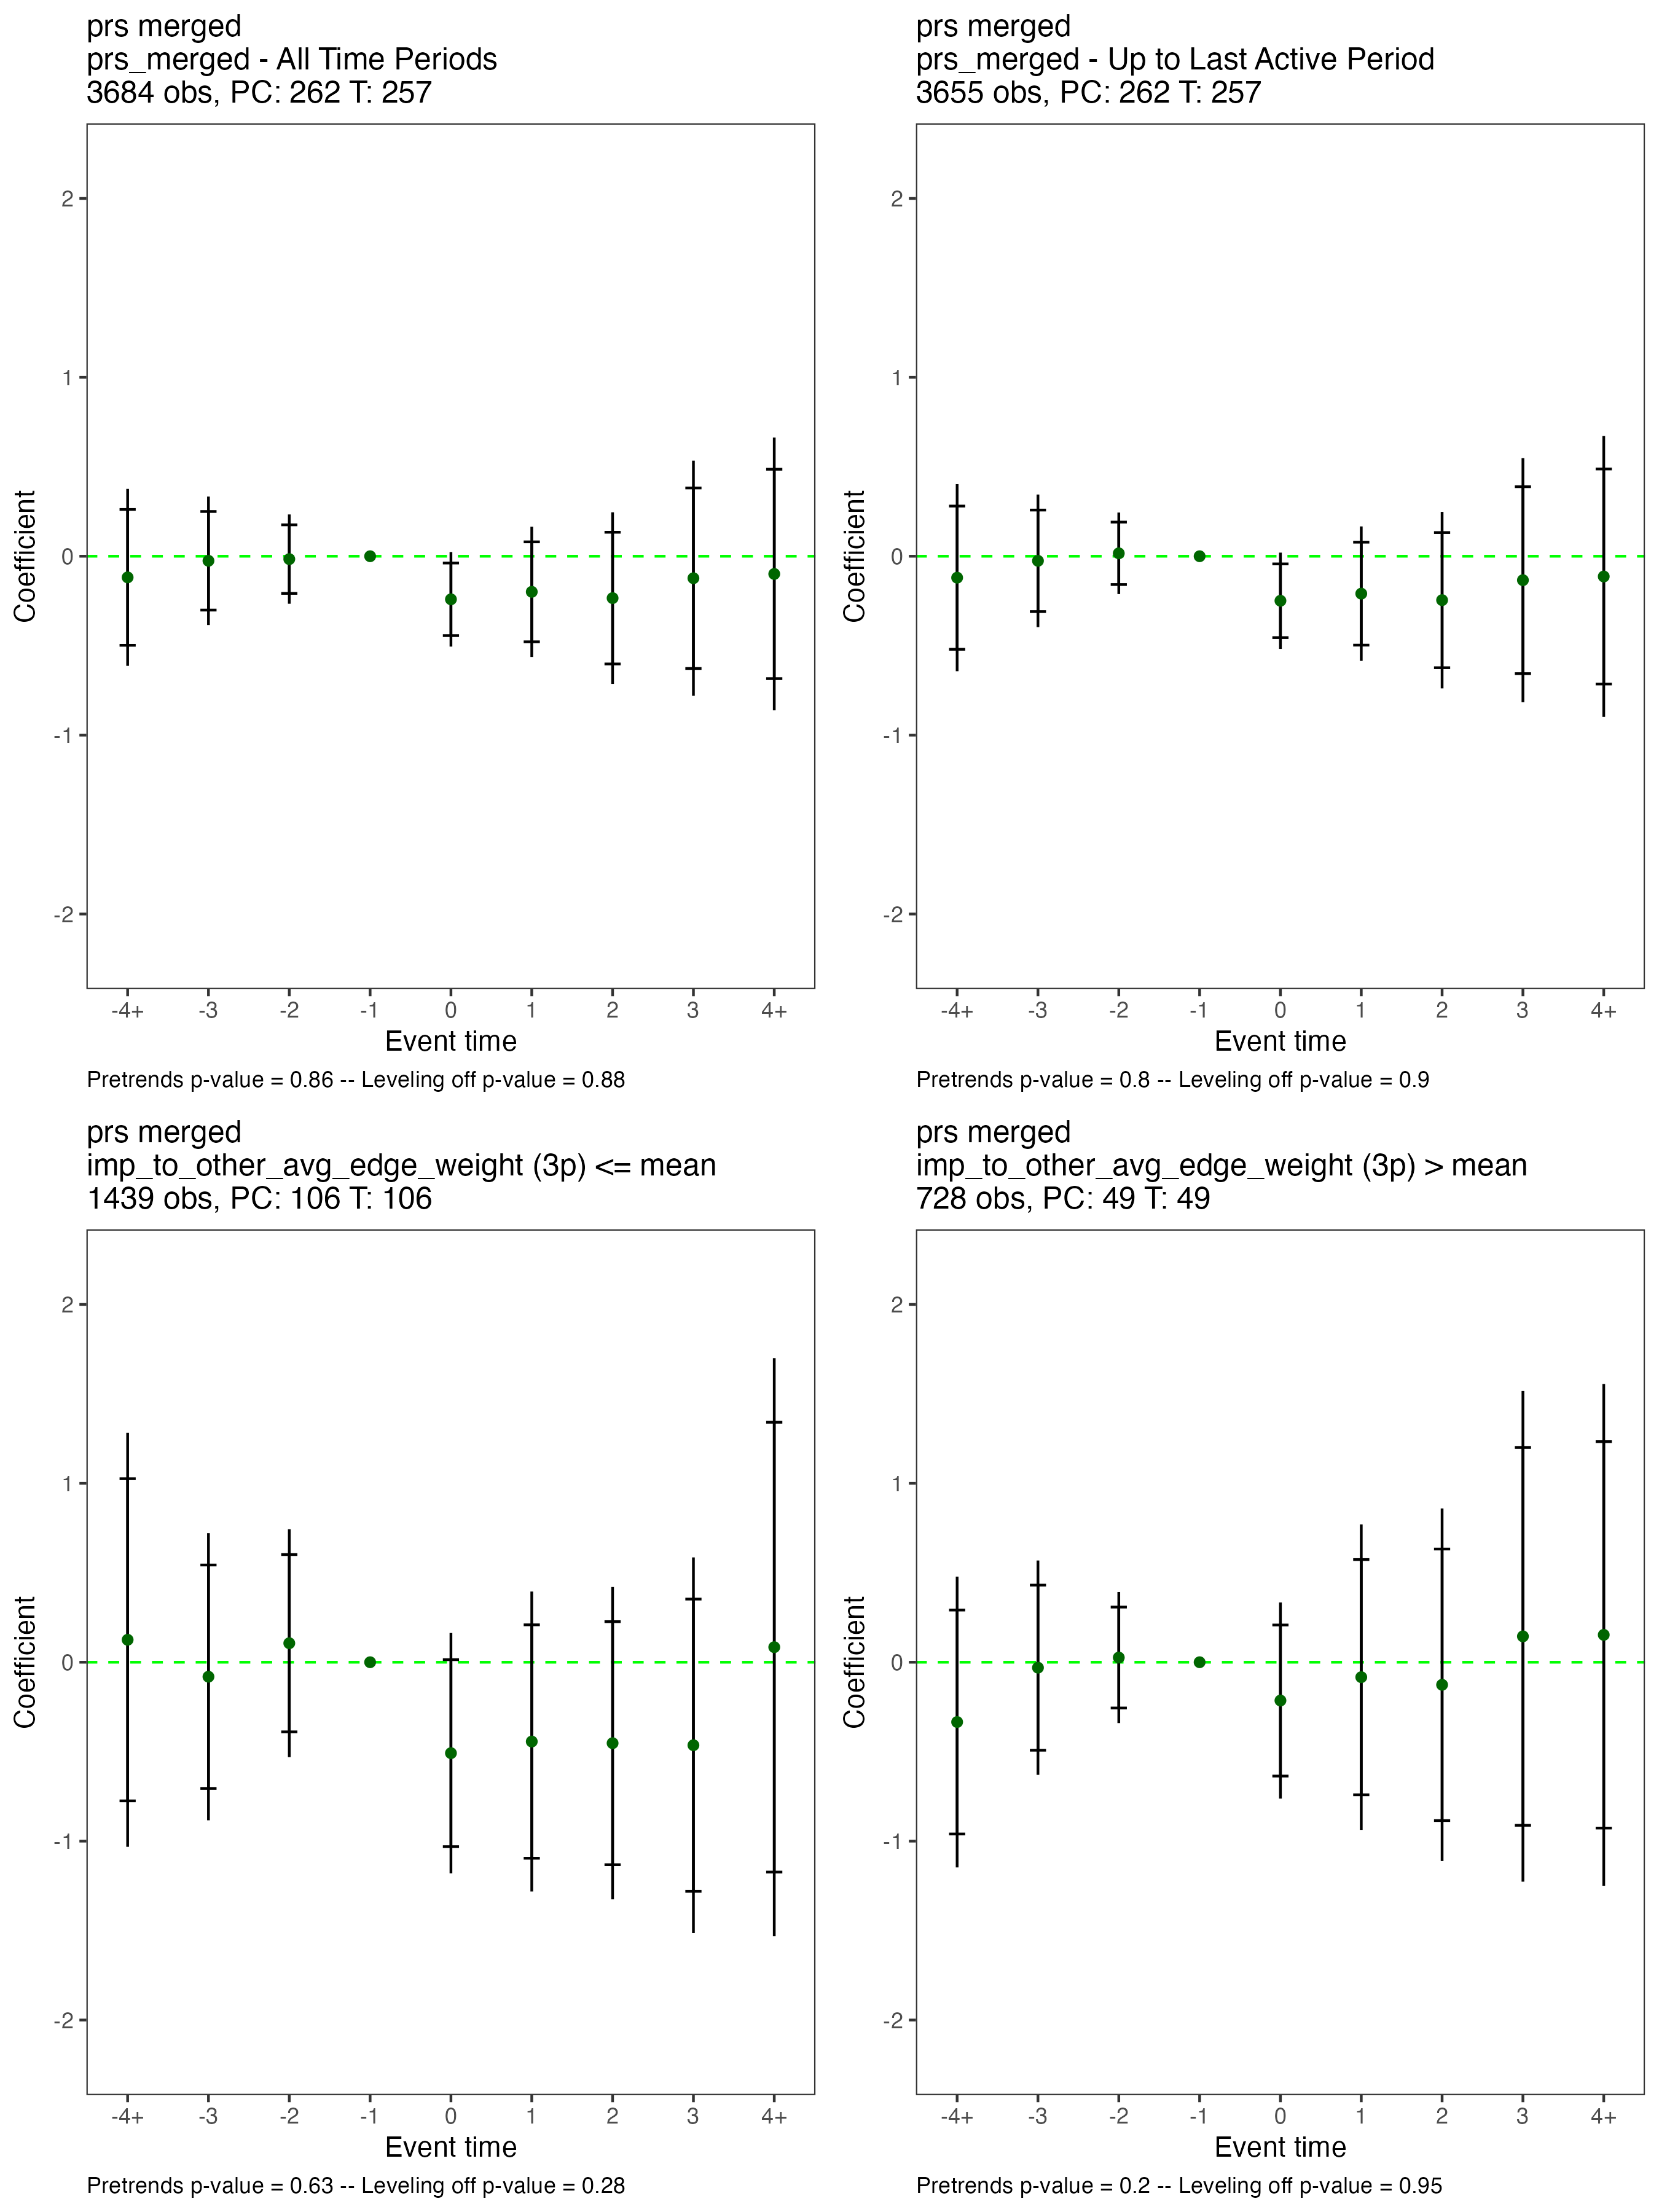 prs merged
prs_merged - All Time Periods
3684 obs, PC: 262 T: 257
2
1
0
-1
-2
Coefficient
-4+ -3 -2 -1 0 1 2 3 4+
Event time
Pretrends p-value = 0.86 -- Leveling off p-value = 0.88
prs merged
prs_merged - Up to Last Active Period
3655 obs, PC: 262 T: 257
2
1
0
-1
-2
Coefficient
-4+ -3 -2 -1 0 1 2 3 4+
Event time
Pretrends p-value = 0.8 -- Leveling off p-value = 0.9
prs merged
imp_to_other_avg_edge_weight (3p) <= mean
1439 obs, PC: 106 T: 106
2
1
0
-1
-2
Coefficient
-4+ -3 -2 -1 0 1 2 3 4+
Event time
Pretrends p-value = 0.63 -- Leveling off p-value = 0.28
prs merged
imp_to_other_avg_edge_weight (3p) > mean
728 obs, PC: 49 T: 49
2
1
0
-1
-2
Coefficient
-4+ -3 -2 -1 0 1 2 3 4+
Event time
Pretrends p-value = 0.2 -- Leveling off p-value = 0.95